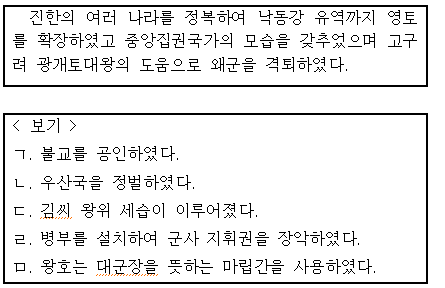 진한의 여러 나라를 정복하여 낙동강 유역까지 영토
를 확장하였고 중앙집권국가의 모습을 갖추었으며 고구
려 광개토대왕의 도움으로 왜군을 격퇴하였다.
< 보기 >
ㄱ. 불교를 공인하였다.
ㄴ. 우산국을 정벌하였다.
ㄷ. 김씨 왕위 세습이 이루어졌다.
ㄹ. 병부를 설치하여 군사 지휘권을 장악하였다.
ㅁ. 왕호는 대군장을 뜻하는 마립간을 사용하였다.